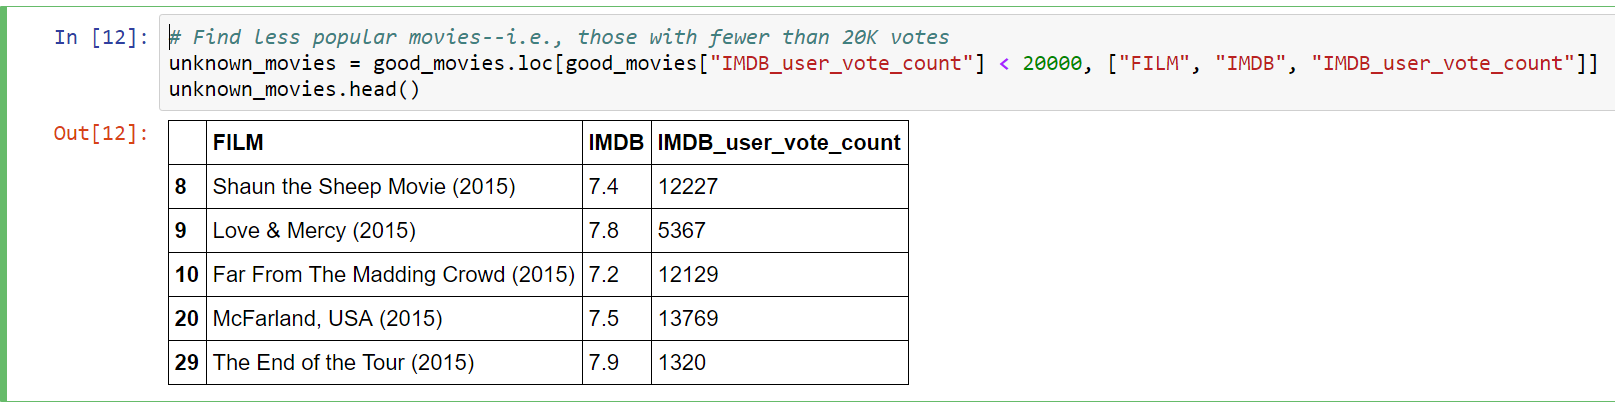 In [12]: # Find less popular movies--i.e., those with fewer than 20K votes
unknown_movies = good_movies.loc[good_movies["IMDB_user_vote_count"] < 20000, ["FILM", "IMDB", "IMDB_user_vote_count"]]
unknown_movies.head()
Out[12]:
FILM IMDB IMDB_user_vote_count
8 Shaun the Sheep Movie (2015) 7.4 12227
9 Love & Mercy (2015) 7.8 5367
10 Far From The Madding Crowd (2015) 7.2 12129
20 McFarland, USA (2015) 7.5 13769
29 The End of the Tour (2015) 7.9 1320